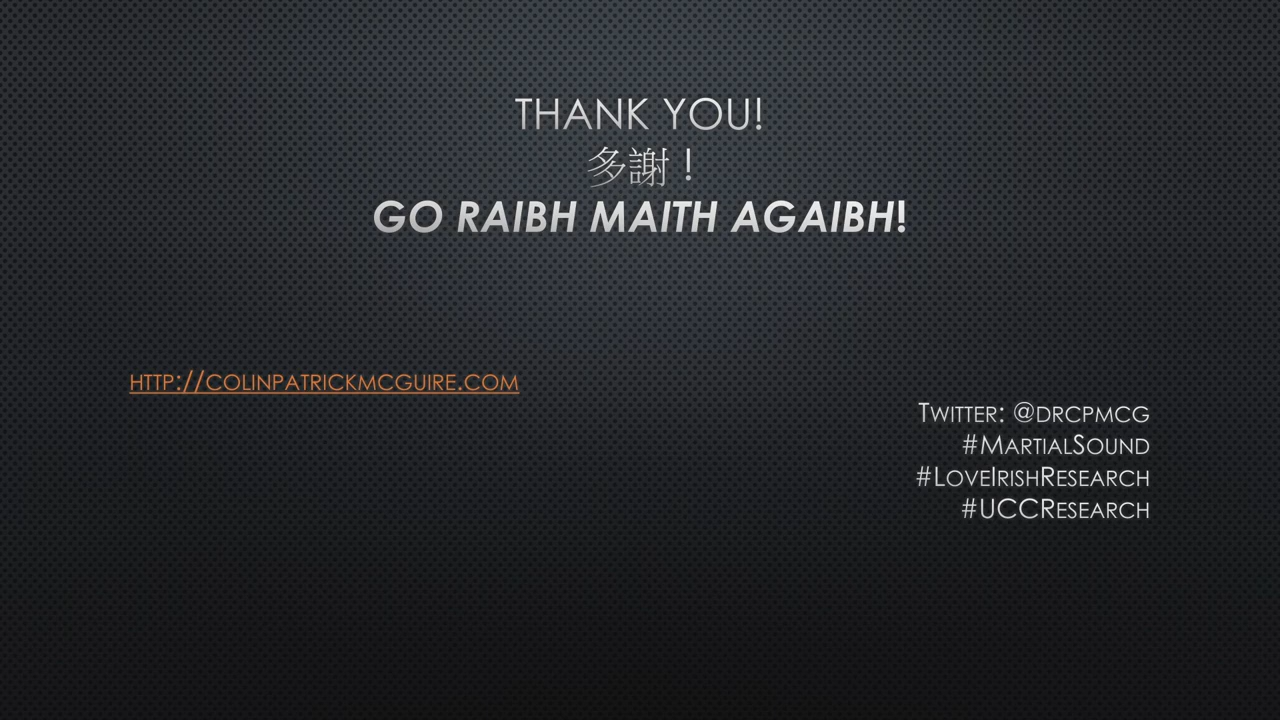 THANK YOU!
多謝！
GO RAIBH MAITH AGAIBH!
HTTP://COLINPATRICKMCGUIRE.COM
TWITTER: @DRCPMCG
#MARTIALSOUND
#LOVEIRISHRESEARCH
#UCCRESEARCH